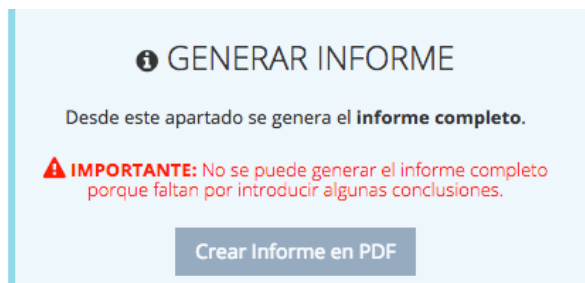 GENERAR INFORME
Desde este apartado se genera el informe completo.
IMPORTANTE: No se puede generar el informe completo
porque faltan por introducir algunas conclusiones.
Crear Informe en PDF